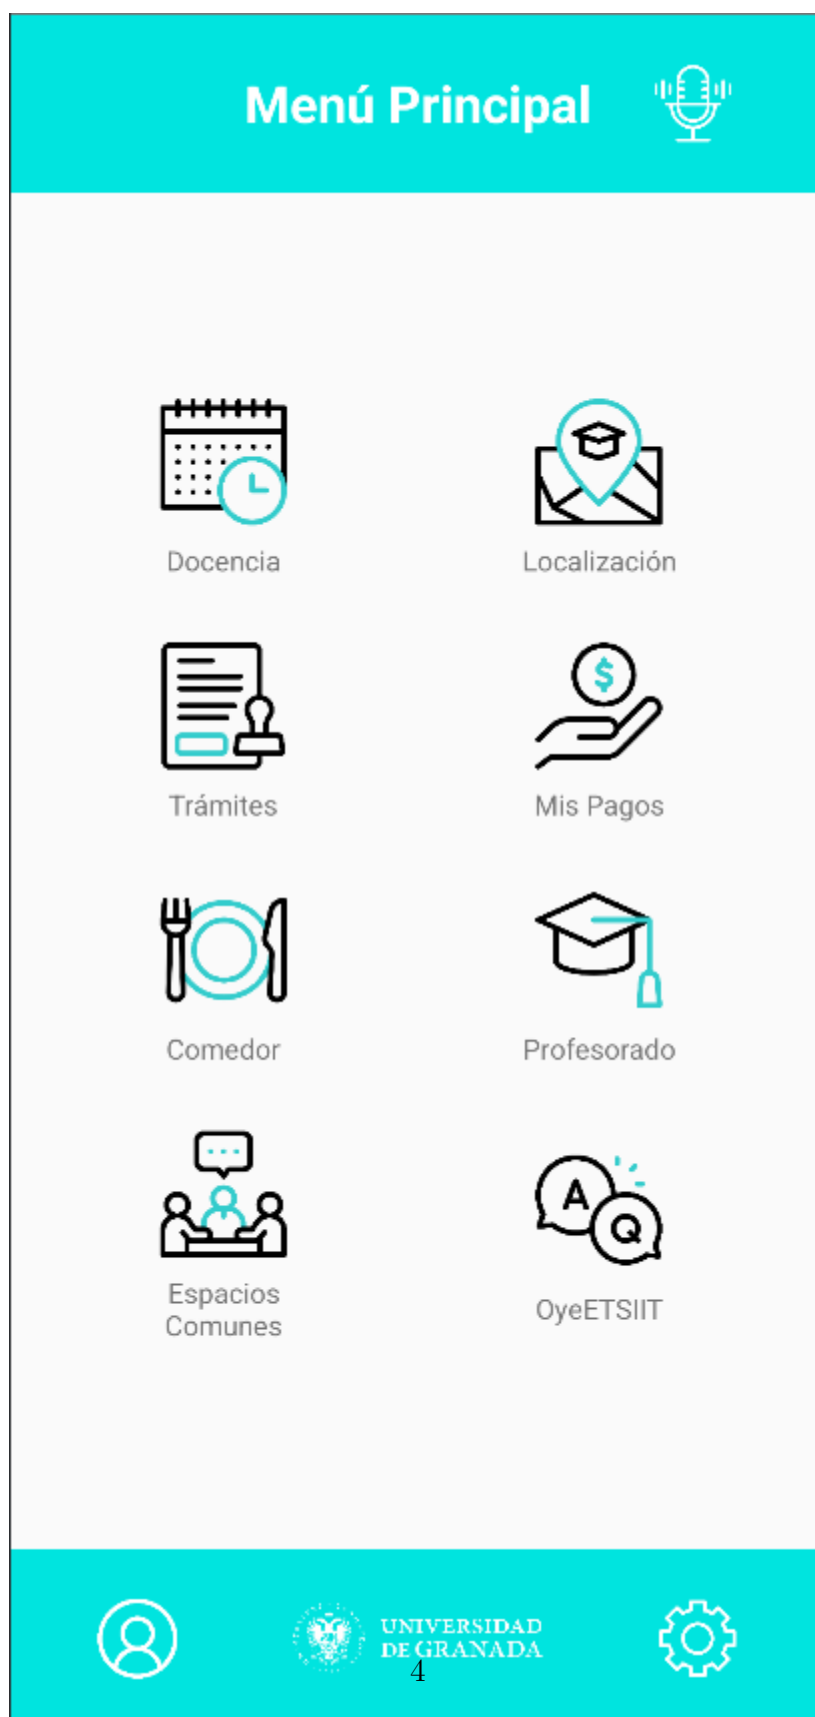 Menú Principal
Docencia
Localización
Trámites
$
Mis Pagos
Comedor
Profesorado
Espacios
Comunes
A
Q
OyeETSIIT
UNIVERSIDAD
DE GRANADA
4